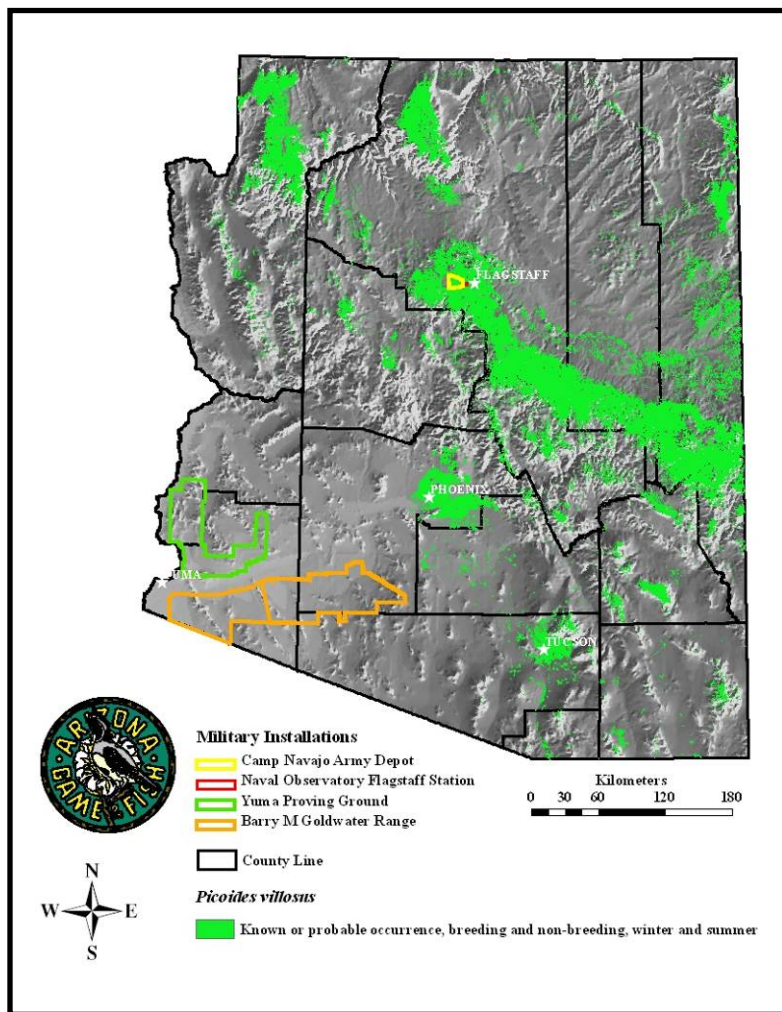 FLAGSTAFF
PHOENIX
YUMA
TUCSON
ARIZONA
GAME & FISH
Military Installations
Camp Navajo Army Depot
Naval Observatory Flagstaff Station
Yuma Proving Ground
Barry M Goldwater Range
County Line
Kilometers
0 15 30 60 120 180
N
W E
S
Picoides villosus
Known or probable occurrence, breeding and non-breeding, winter and summer